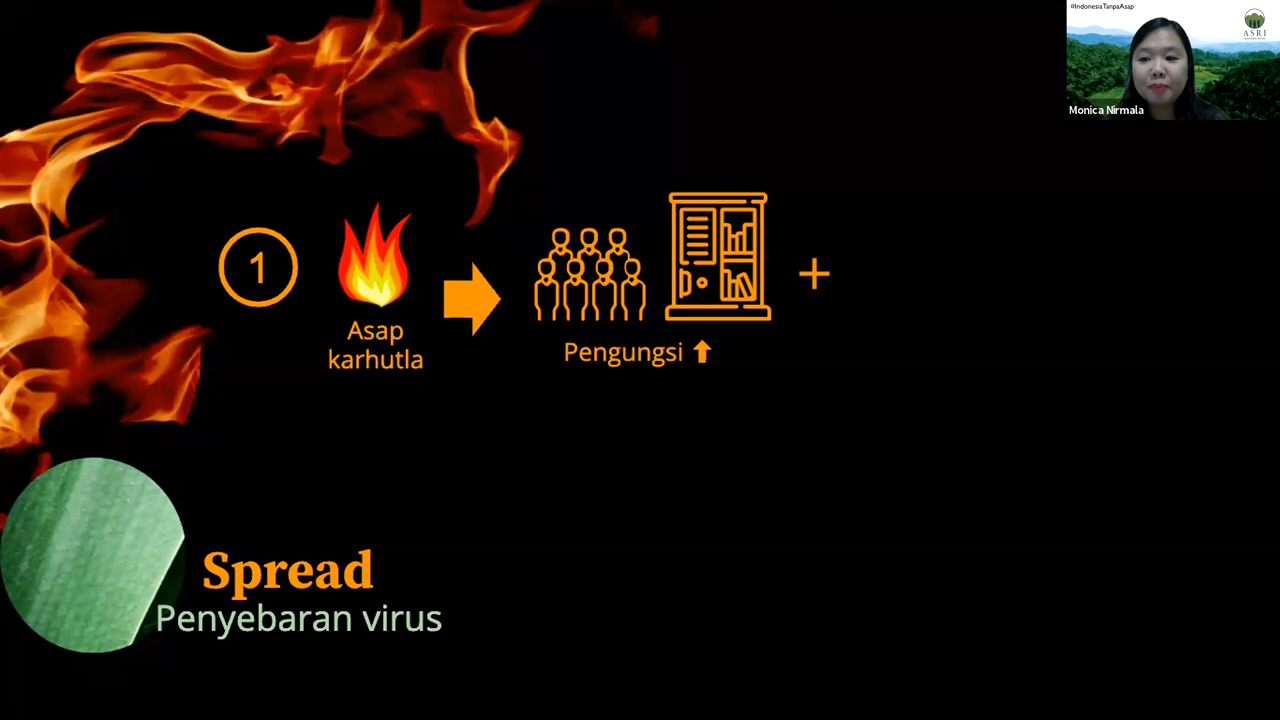 #IndonesiaTanpaAsap
ASRI
Monica Nirmala
1
+
Asap
karhutla
Pengungsi
Spread
Penyebaran virus